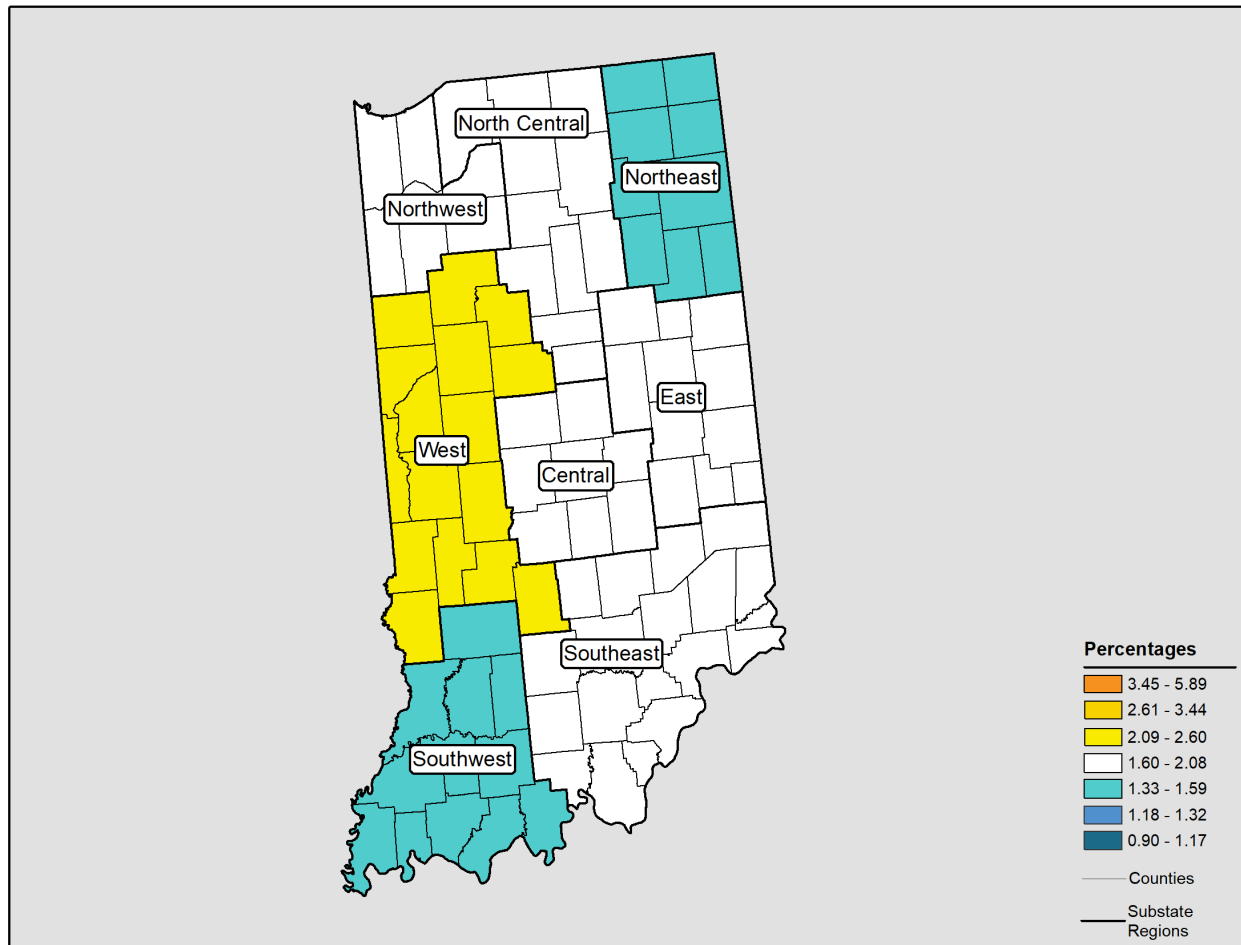 North Central
Northeast
Northwest
East
West
Central
Southeast
Southwest
Percentages
3.45 - 5.89
2.61 - 3.44
2.09 - 2.60
1.60 - 2.08
1.33 - 1.59
1.18 - 1.32
0.90 - 1.17
Counties
Substate
Regions